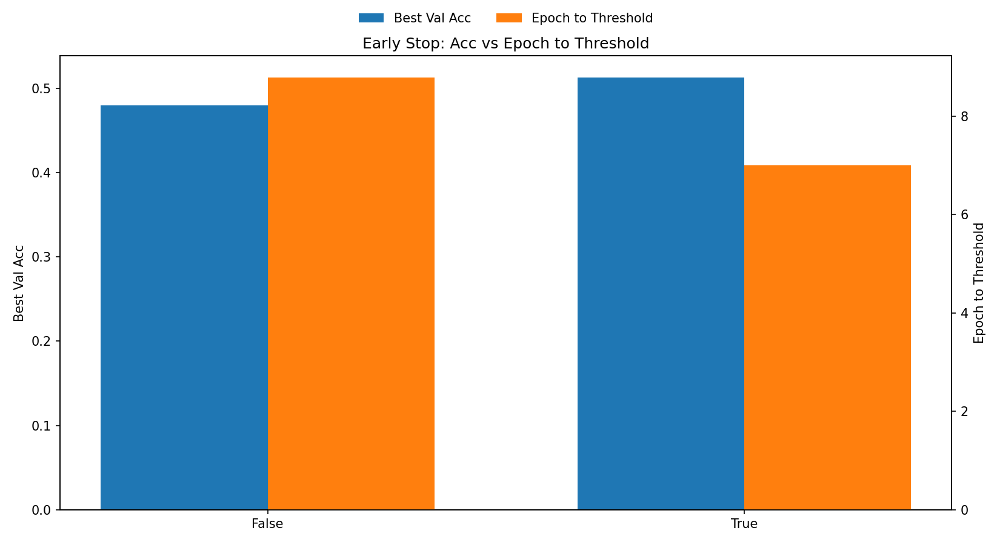 Best Val Acc
Epoch to Threshold
Early Stop: Acc vs Epoch to Threshold
Best Val Acc
0.5
0.4
0.3
0.2
0.1
0.0
8
6
4
2
0
Epoch to Threshold
False
True